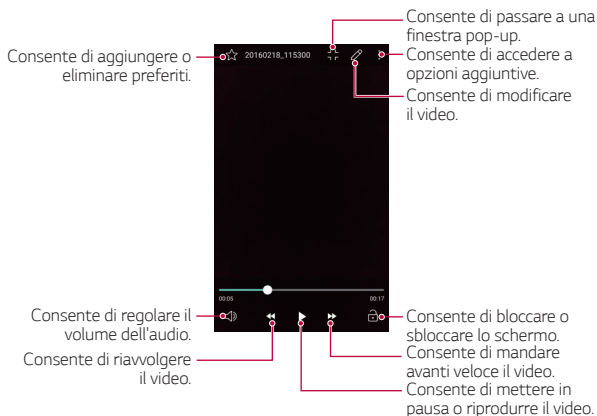 Consente di passare a una
finestra pop-up.
Consente di aggiungere o
eliminare preferiti.
20160218_115300
Consente di accedere a
opzioni aggiuntive.
Consente di modificare
il video.
00:05
00:17
Consente di regolare il
volume dell'audio.
Consente di bloccare o
sbloccare lo schermo.
Consente di riavvolgere
il video.
Consente di mandare
avanti veloce il video.
Consente di mettere in
pausa o riprodurre il video.